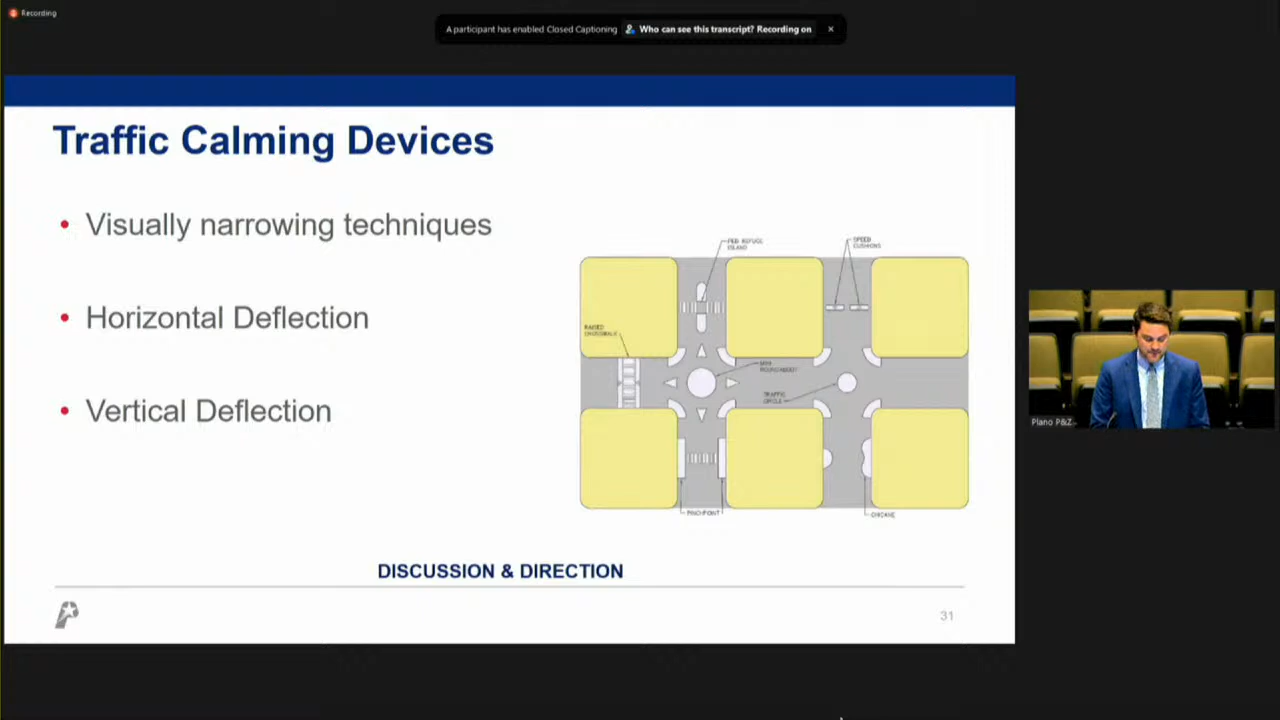 Recording
A participant has enabled Closed Captioning Who can see this transcript? Recording on ×
Traffic Calming Devices
• Visually narrowing techniques
• Horizontal Deflection
• Vertical Deflection
PED REFUGE
ISLAND
SPEED
CUSHIONS
RAISED
CROSSWALK
MINI
ROUNDABOUT
TRAFFIC
CIRCLE
PINCHPOINT
CHICANE
DISCUSSION & DIRECTION
31
Plano P&Z